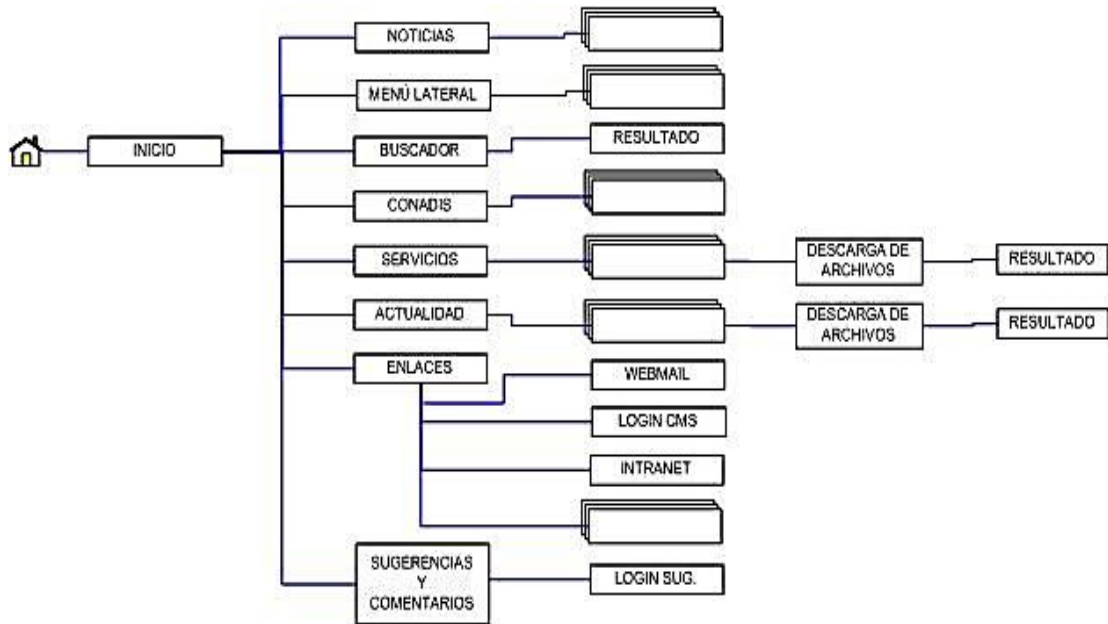 NOTICIAS
MENÚ LATERAL
INICIO
BUSCADOR
RESULTADO
CONADIS
SERVICIOS
DESCARGA DE
ARCHIVOS
RESULTADO
ACTUALIDAD
DESCARGA DE
ARCHIVOS
RESULTADO
ENLACES
WEBMAIL
LOGIN CMS
INTRANET
SUGERENCIAS
Y
COMENTARIOS
LOGIN SUG.